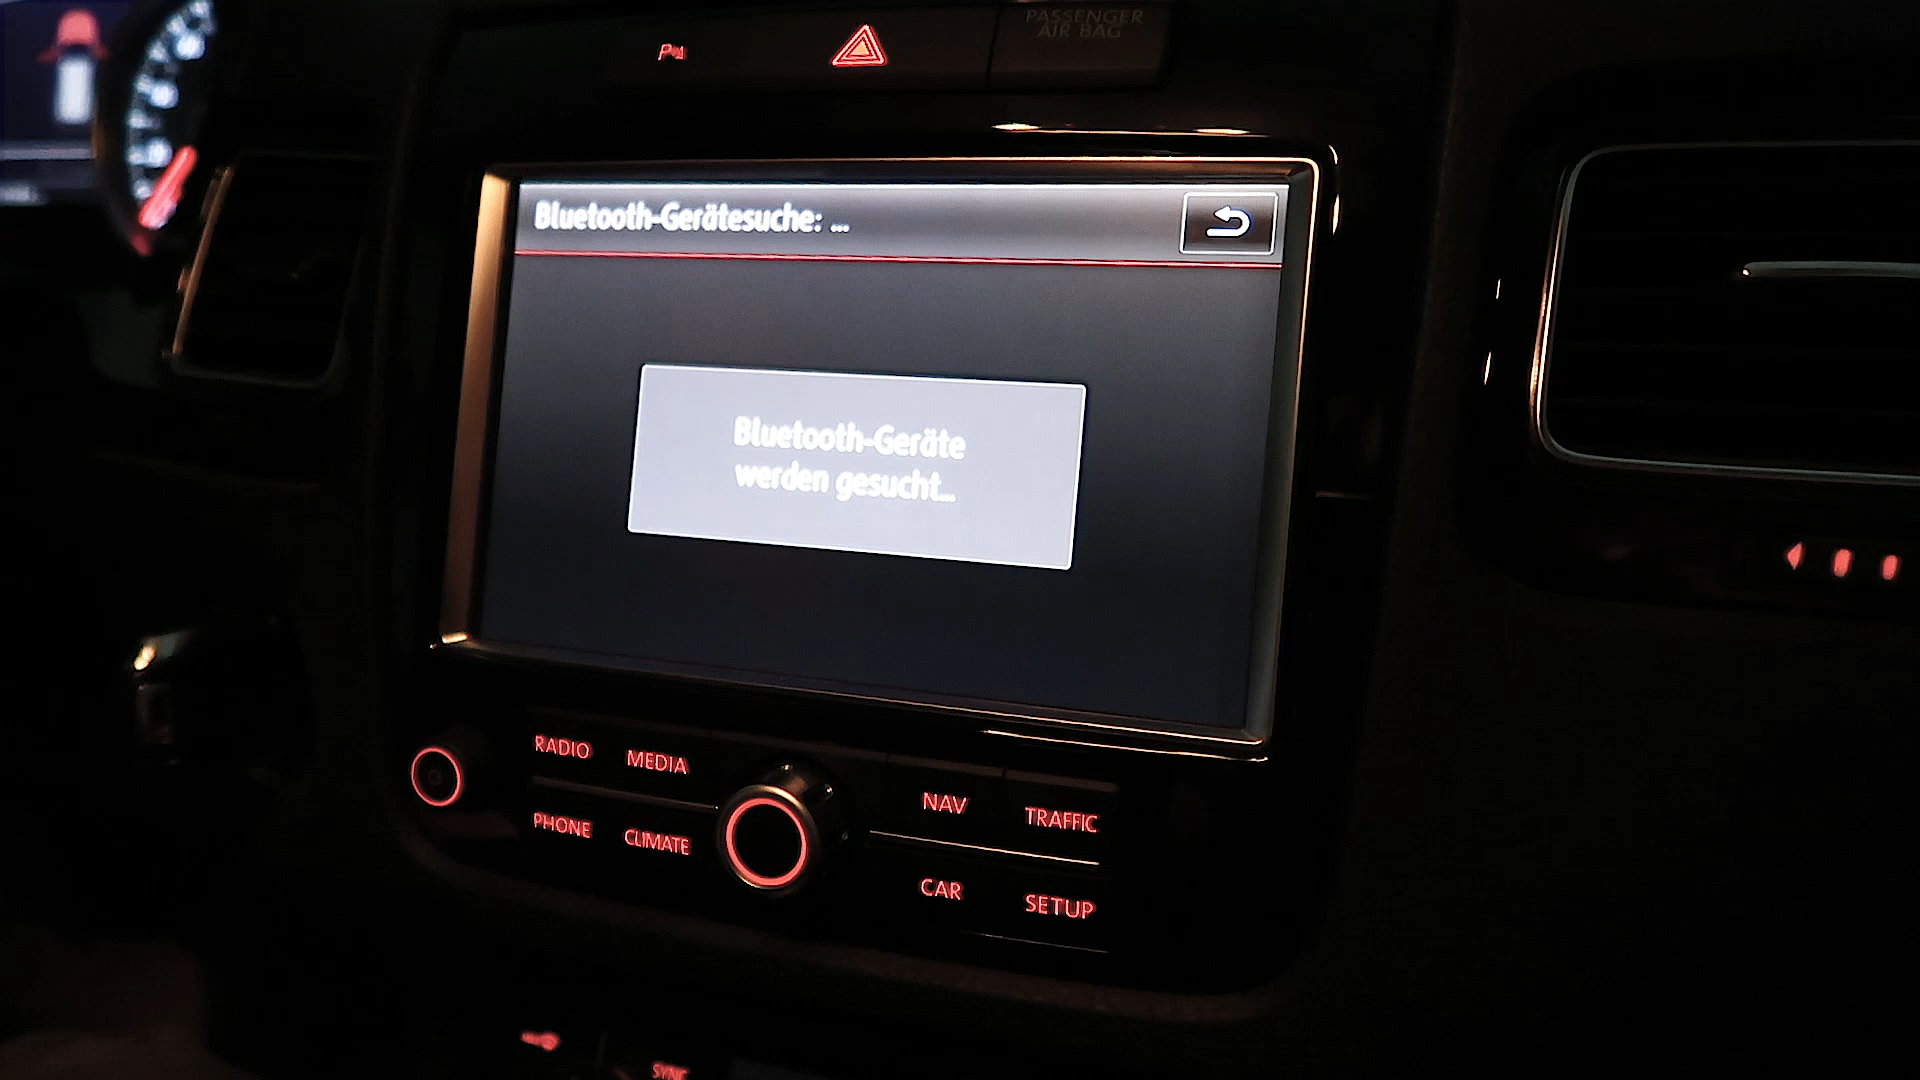 PASSENGER
AIR BAG
Bluetooth-Gerätesuche: ...
Bluetooth-Geräte
werden gesucht...
RADIO
MEDIA
NAV
TRAFFIC
PHONE
CLIMATE
CAR
SETUP
SYNC